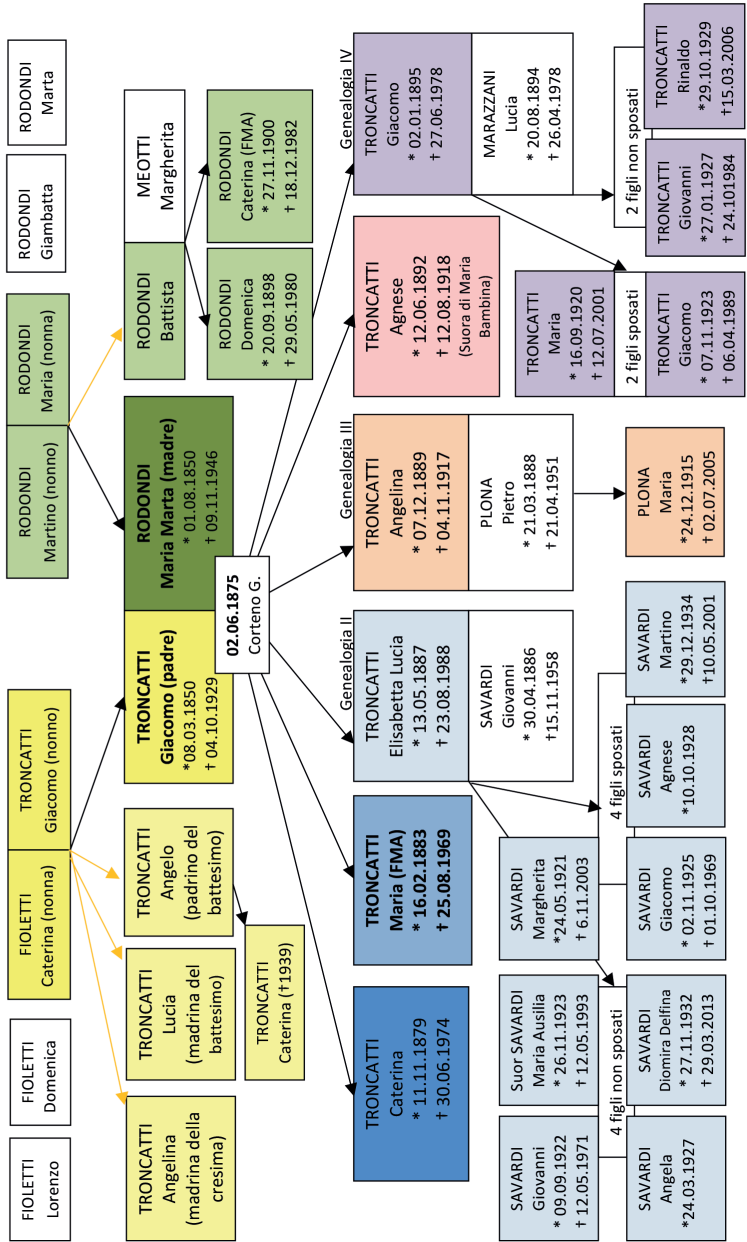 FIOLETTI
Lorenzo
FIOLETTI
Domenica
FIOLETTI
Caterina (nonna)
TRONCATTI
Giacomo (nonno)
RODONDI
Martino (nonno)
RODONDI
Maria (nonna)
RODONDI
Giambatta
RODONDI
Marta
TRONCATTI
Angelina
(madrina della
cresima)
TRONCATTI
Lucia
(madrina del
battesimo)
TRONCATTI
Angelo
(padrino del
battesimo)
TRONCATTI
Giacomo (padre)
*08.03.1850
† 04.10.1929
RODONDI
Maria Marta (madre)
* 01.08.1850
† 09.11.1946
RODONDI
Battista
MEOTTI
Margherita
TRONCATTI
Caterina (†1939)
02.06.1875
Corteno G.
RODONDI
Domenica
* 20.09.1898
† 29.05.1980
RODONDI
Caterina (FMA)
* 27.11.1900
† 18.12.1982
Genealogia II
Genealogia III
Genealogia IV
TRONCATTI
Caterina
* 11.11.1879
† 30.06.1974
TRONCATTI
Maria (FMA)
* 16.02.1883
† 25.08.1969
TRONCATTI
Elisabetta Lucia
* 13.05.1887
† 23.08.1988
SAVARDI
Giovanni
* 30.04.1886
†15.11.1958
TRONCATTI
Angelina
* 07.12.1889
† 04.11.1917
PLONA
Pietro
* 21.03.1888
† 21.04.1951
TRONCATTI
Agnese
* 12.06.1892
† 12.08.1918
(Suora di Maria
Bambina)
TRONCATTI
Giacomo
* 02.01.1895
† 27.06.1978
MARAZZANI
Lucia
* 20.08.1894
† 26.04.1978
SAVARDI
Giovanni
* 09.09.1922
† 12.05.1971
Suor SAVARDI
Maria Ausilia
* 26.11.1923
† 12.05.1993
SAVARDI
Margherita
*24.05.1921
† 6.11.2003
TRONCATTI
Maria
* 16.09.1920
† 12.07.2001
4 figli non sposati
4 figli sposati
2 figli sposati
2 figli non sposati
SAVARDI
Angela
*24.03.1927
SAVARDI
Diomira Delfina
* 27.11.1932
† 29.03.2013
SAVARDI
Giacomo
* 02.11.1925
† 01.10.1969
SAVARDI
Agnese
*10.10.1928
SAVARDI
Martino
*29.12.1934
†10.05.2001
PLONA
Maria
*24.12.1915
† 02.07.2005
TRONCATTI
Giacomo
* 07.11.1923
† 06.04.1989
TRONCATTI
Giovanni
*27.01.1927
† 24.101984
TRONCATTI
Rinaldo
*29.10.1929
†15.03.2006